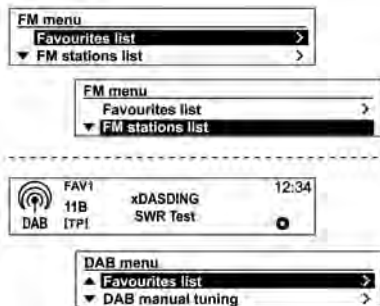 FM menu
Favourites list >
▼ FM stations list >
FM menu
Favourites list >
▼ FM stations list
FAV1 12:34
xDASDING
11B
SWR Test
DAB [TP]
DAB menu
▲ Favourites list >
▼ DAB manual tuning >